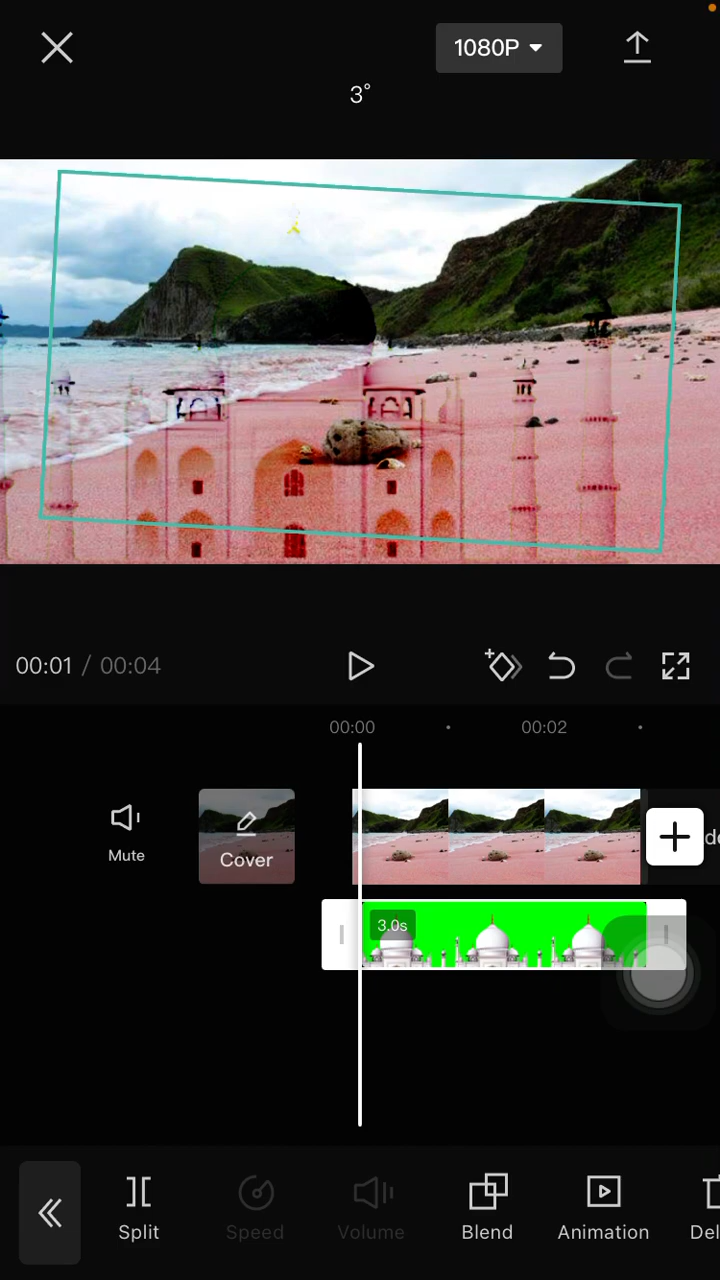 1080P
3°
00:01 / 00:04
00:00
00:02
Mute
Cover
3.0s
Split
Speed
Volume
Blend
Animation
Del